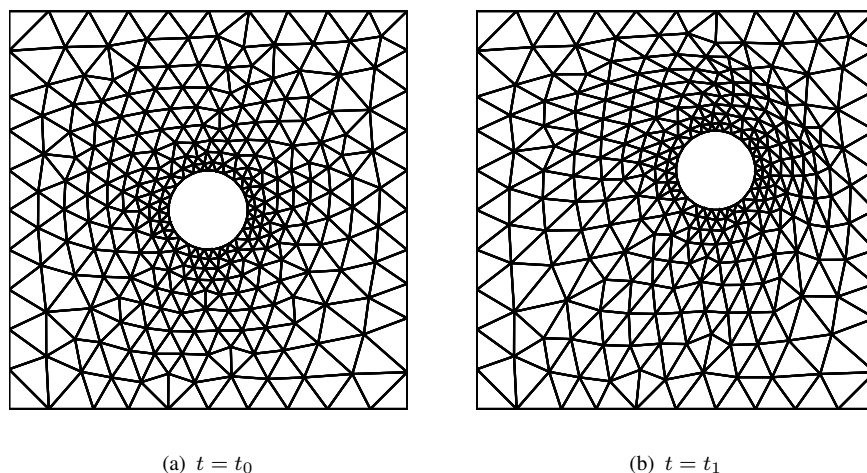 (a) t = t₀
(b) t = t₁